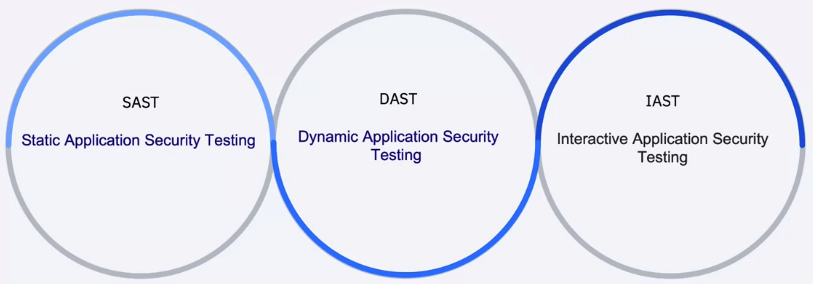 SAST
Static Application Security Testing
DAST
Dynamic Application Security
Testing
IAST
Interactive Application Security
Testing